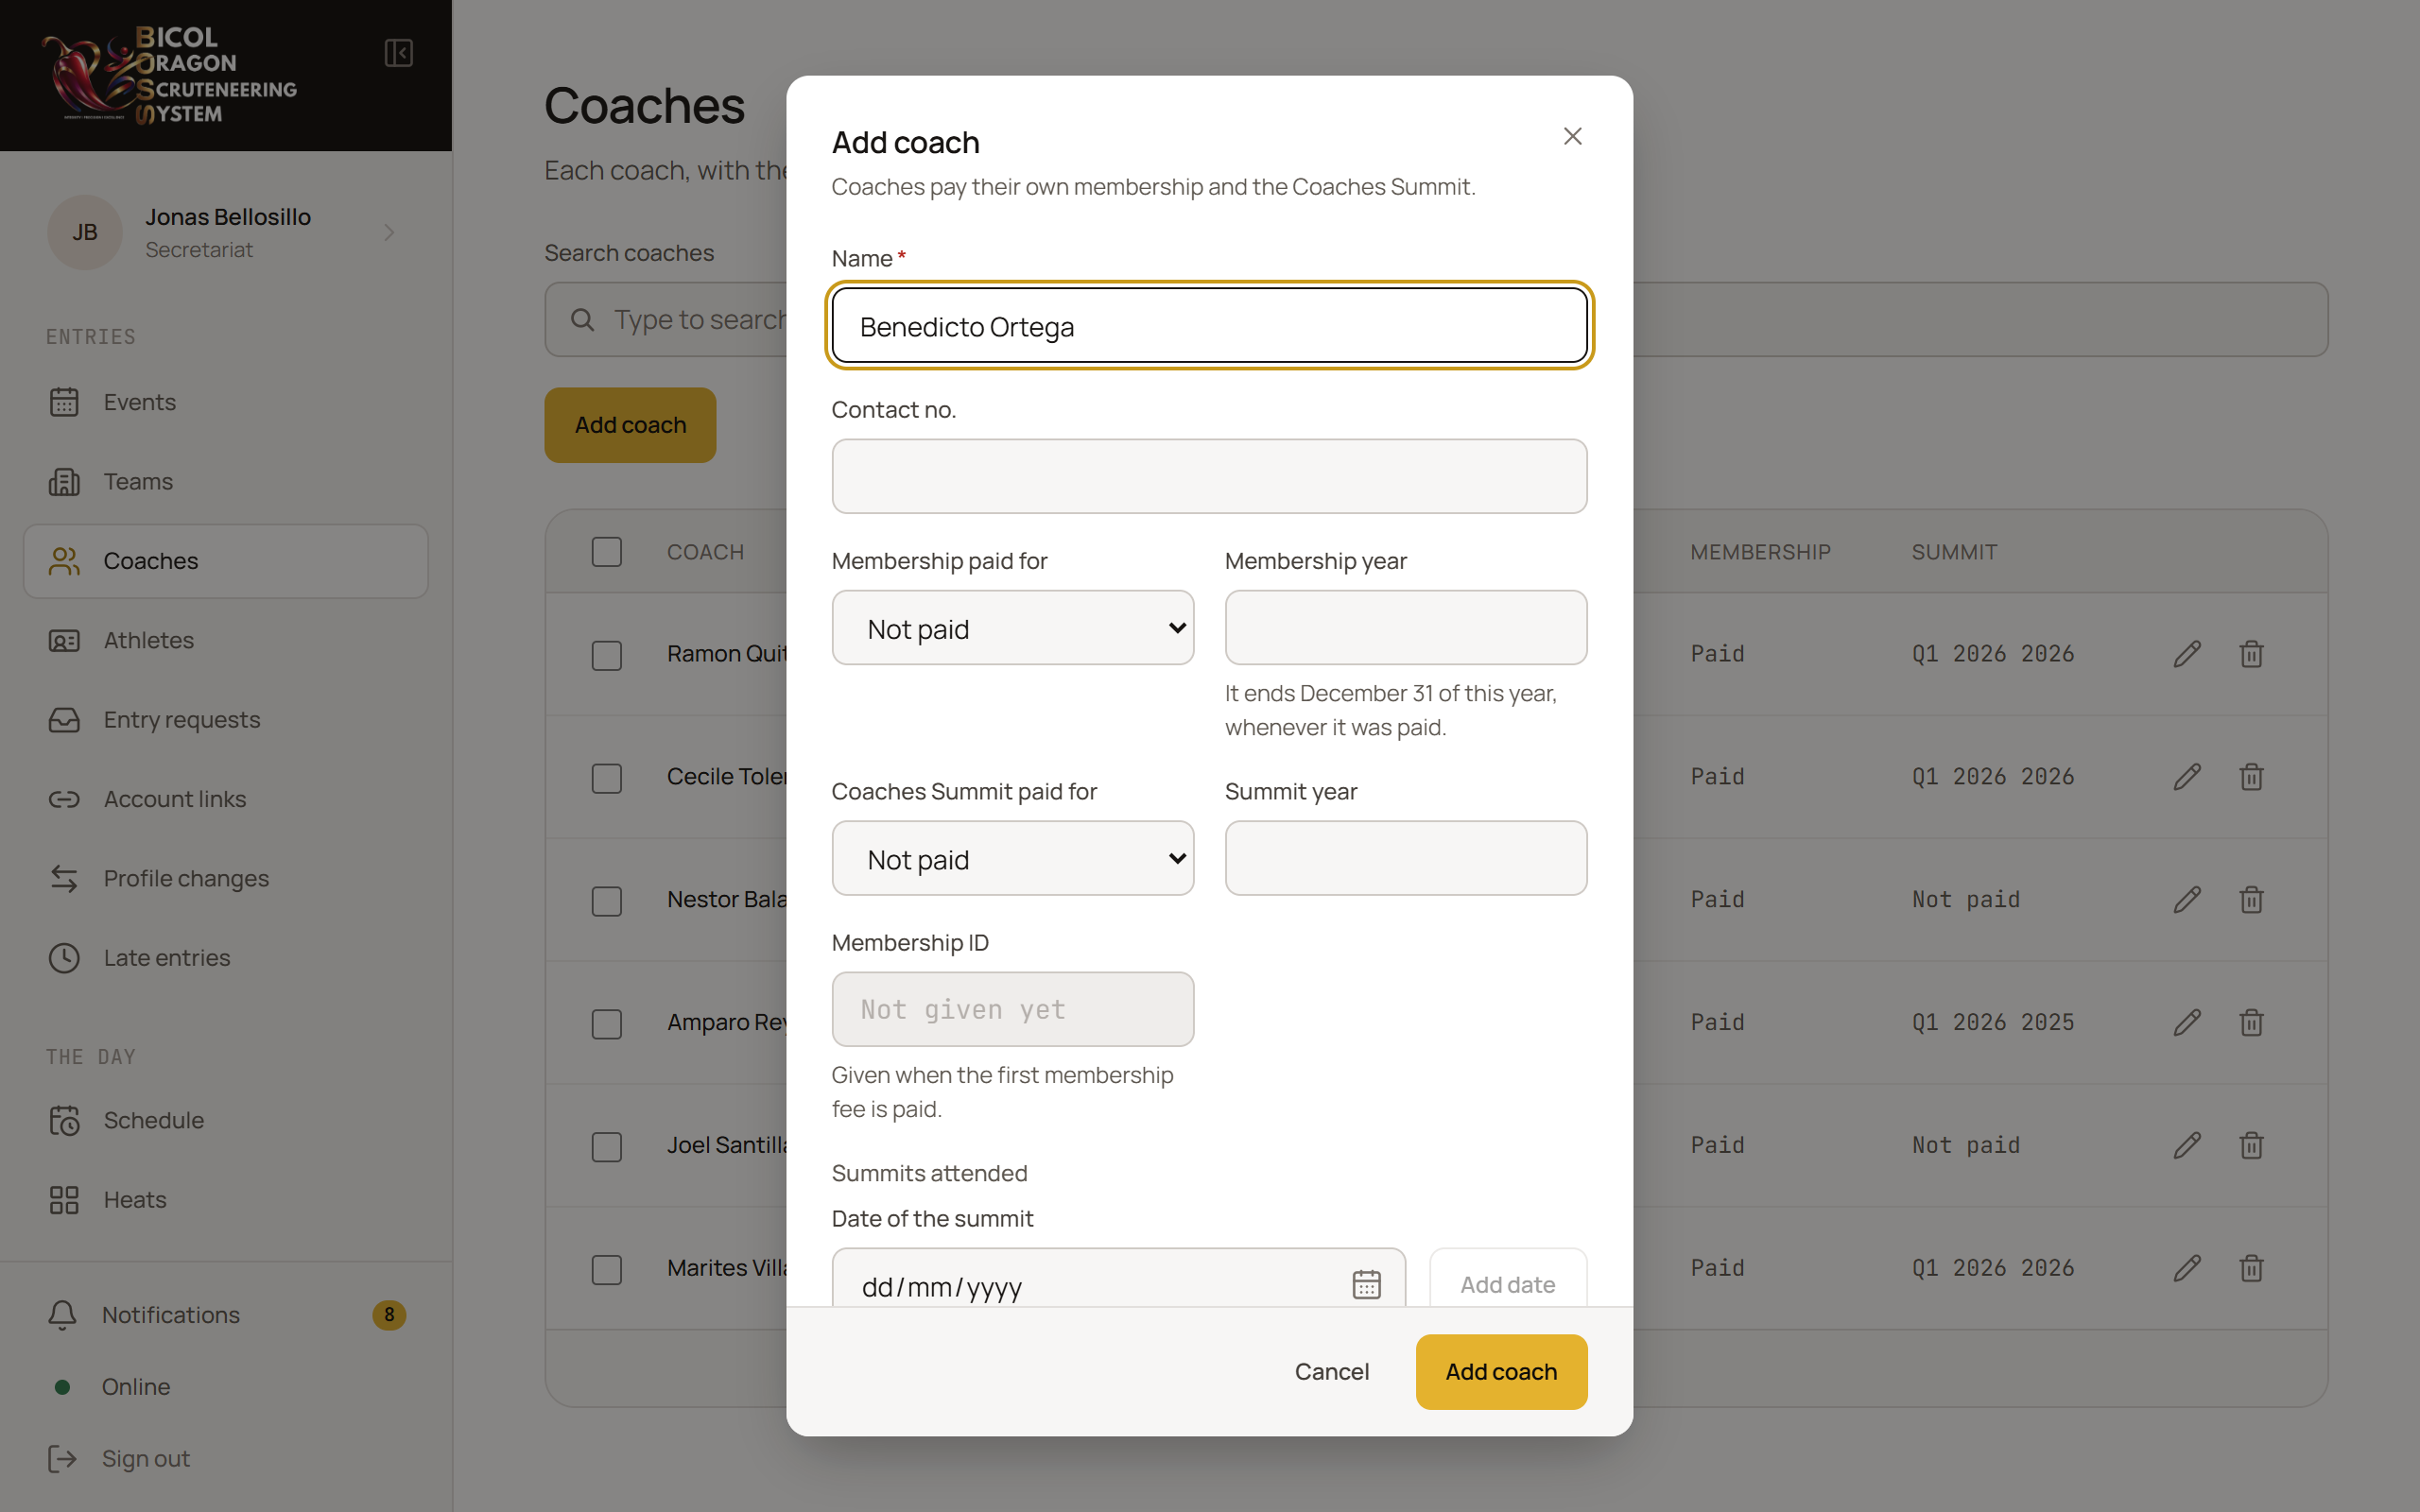 BICOL
DRAGON
SCRUTENEERING
SYSTEM
JB
Jonas Bellosillo
Secretariat
ENTRIES
Events
Teams
Coaches
Athletes
Entry requests
Account links
Profile changes
Late entries
THE DAY
Schedule
Heats
Notifications
8
Online
Sign out
Coaches
Each coach, with the
Search coaches
Type to search
Add coach
COACH
MEMBERSHIP
SUMMIT
Ramon Quit
Paid
Q1 2026 2026
Cecile Toler
Paid
Q1 2026 2026
Nestor Bala
Paid
Not paid
Amparo Rey
Paid
Q1 2026 2025
Joel Santilla
Paid
Not paid
Marites Villa
Paid
Q1 2026 2026
Add coach
Coaches pay their own membership and the Coaches Summit.
Name *
Benedicto Ortega
Contact no.
Membership paid for
Membership year
Not paid
It ends December 31 of this year,
whenever it was paid.
Coaches Summit paid for
Summit year
Not paid
Membership ID
Not given yet
Given when the first membership
fee is paid.
Summits attended
Date of the summit
dd/mm/yyyy
Add date
Cancel
Add coach